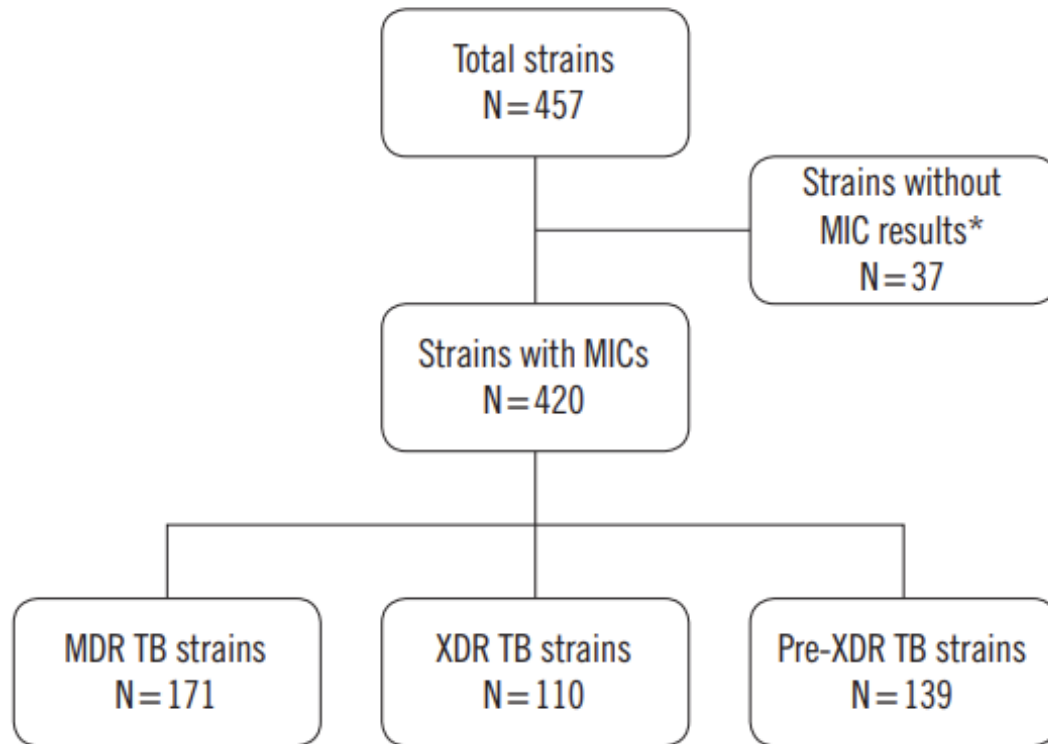 Total strains
N=457
Strains without
MIC results*
N=37
Strains with MICs
N=420
MDR TB strains
N=171
XDR TB strains
N=110
Pre-XDR TB strains
N=139